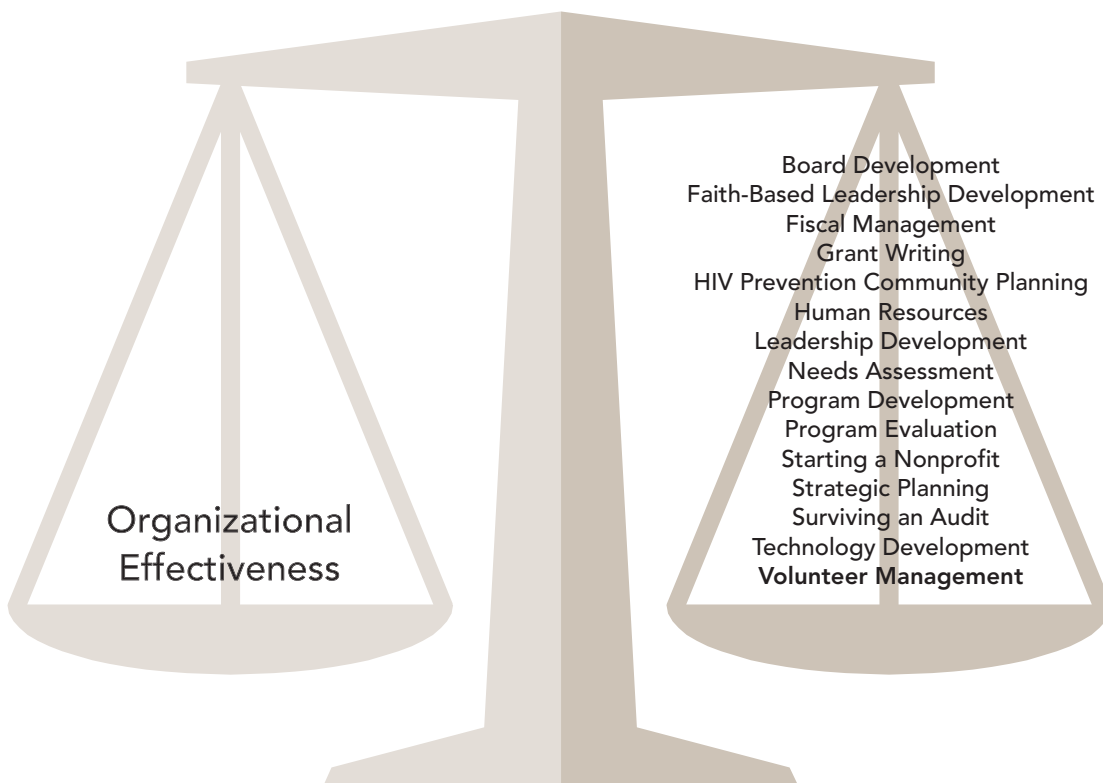 Organizational
Effectiveness
Board Development
Faith-Based Leadership Development
Fiscal Management
Grant Writing
HIV Prevention Community Planning
Human Resources
Leadership Development
Needs Assessment
Program Development
Program Evaluation
Starting a Nonprofit
Strategic Planning
Surviving an Audit
Technology Development
Volunteer Management